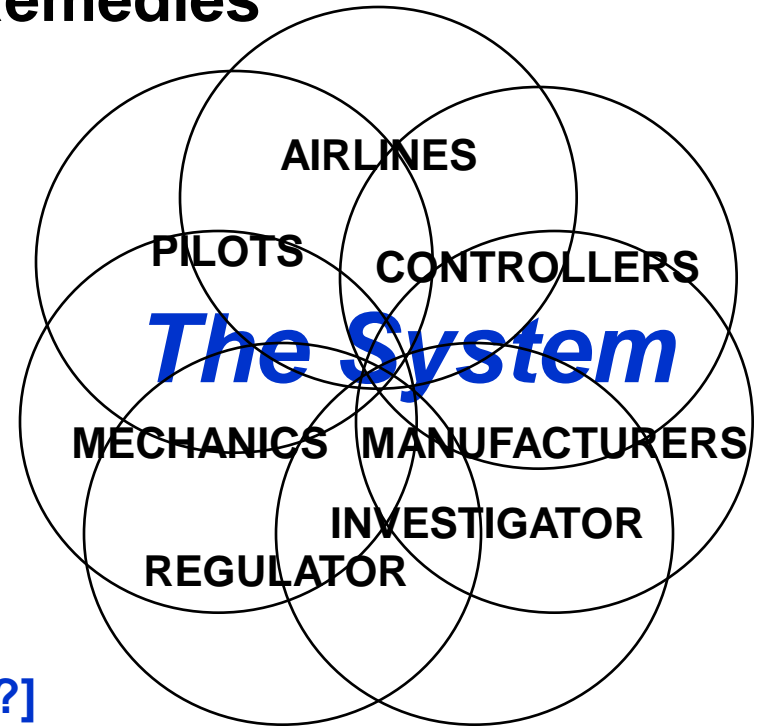 emedies
AIRLINES
PILOTS
CONTROLLERS
The System
MECHANICS MANUFACTURERS
INVESTIGATOR
REGULATOR
?]